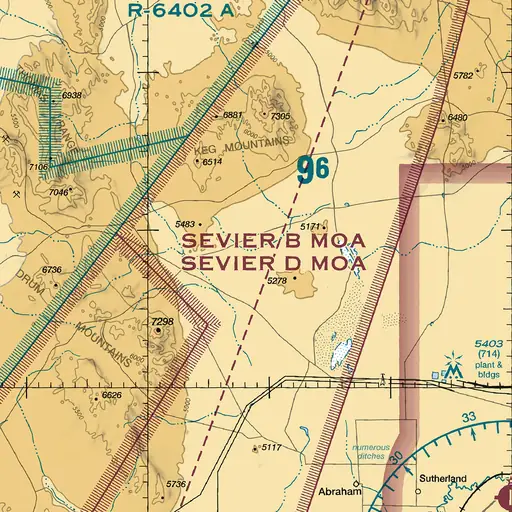 R-6402 A
5782
6938
6881
7305
6480
KEG MOUNTAINS
6514
96
7106
7046
5483
5171
SEVIER B MOA
SEVIER D MOA
6736
5278
DRUM
MOUNTAINS
7298
5403
(714)
plant &
bldgs
6626
33
5117
numerous
ditches
30
5736
Abraham
Sutherland